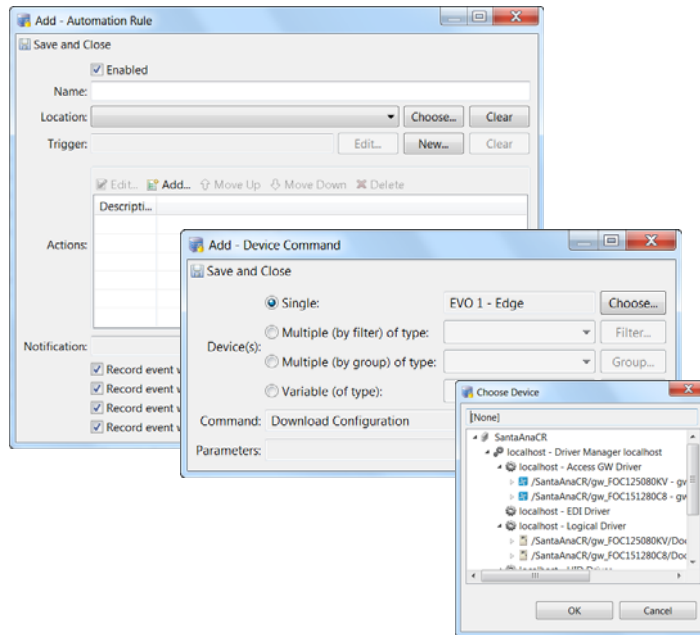 Add - Automation Rule
Save and Close
Enabled
Name:
Location: Choose... Clear
Trigger: Edit... New... Clear
Edit... Add... Move Up Move Down Delete
Descripti...
Actions:
Notification:
Record event
Record event
Record event
Record event
Add - Device Command
Save and Close
Device(s):
Single: EVO 1 - Edge Choose...
Multiple (by filter) of type: Filter...
Multiple (by group) of type: Group...
Variable (of type):
Command: Download Configuration
Parameters:
Choose Device
[None]
SantaAnaCR
localhost - Driver Manager localhost
localhost - Access GW Driver
/SantaAnaCR/gw_FOC125080KV - gw
/SantaAnaCR/gw_FOC151280C8 - gw
localhost - EDI Driver
localhost - Logical Driver
/SantaAnaCR/gw_FOC125080KV/Doo
/SantaAnaCR/gw_FOC151280C8/Doo
OK Cancel